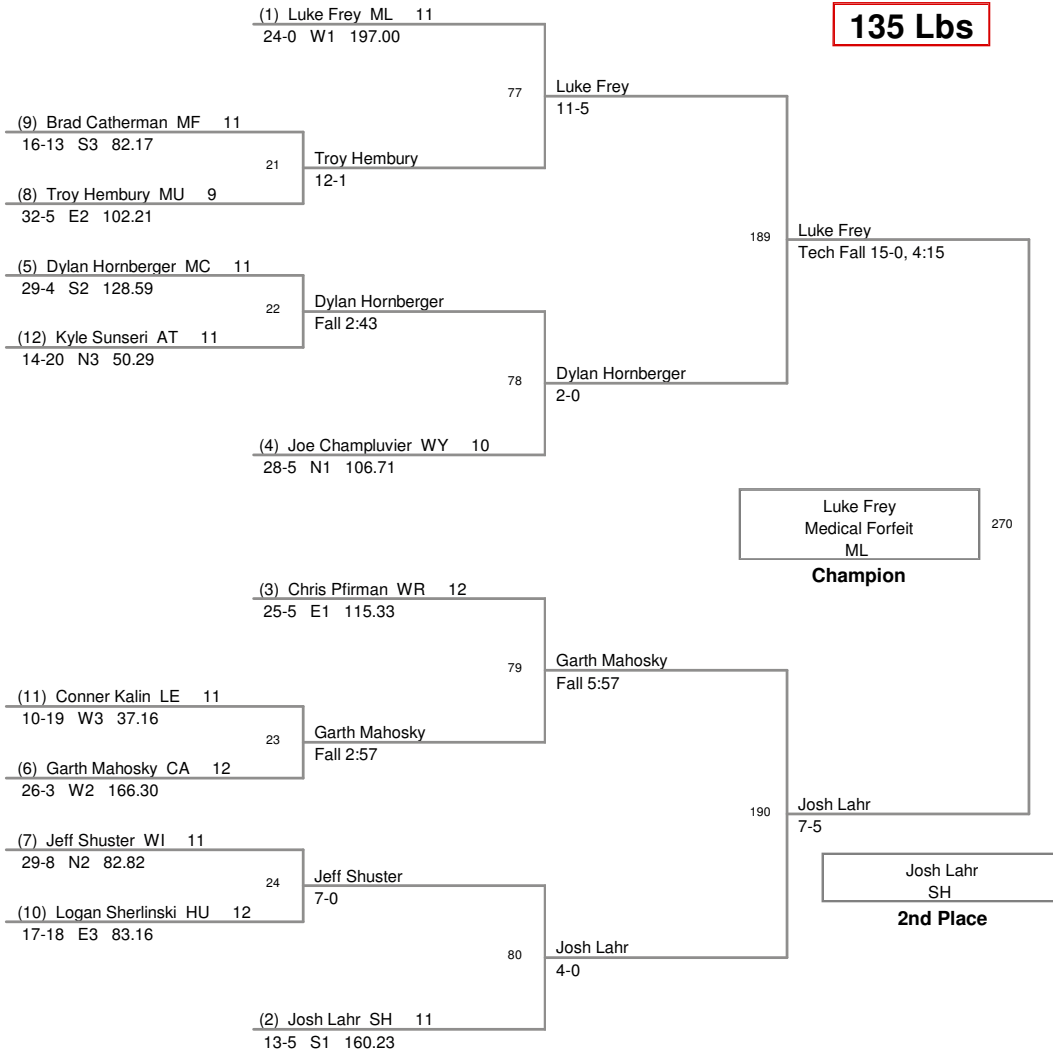 135 Lbs
(1) Luke Frey ML 11
24-0 W1 197.00
77
Luke Frey
11-5
(9) Brad Catherman MF 11
16-13 S3 82.17
21
Troy Hembury
12-1
(8) Troy Hembury MU 9
32-5 E2 102.21
189
Luke Frey
Tech Fall 15-0, 4:15
(5) Dylan Hornberger MC 11
29-4 S2 128.59
22
Dylan Hornberger
Fall 2:43
(12) Kyle Sunseri AT 11
14-20 N3 50.29
78
Dylan Hornberger
2-0
(4) Joe Champluvier WY 10
28-5 N1 106.71
Luke Frey
Medical Forfeit
ML
270
Champion
(3) Chris Pfirman WR 12
25-5 E1 115.33
79
Garth Mahosky
Fall 5:57
(11) Conner Kalin LE 11
10-19 W3 37.16
23
Garth Mahosky
Fall 2:57
(6) Garth Mahosky CA 12
26-3 W2 166.30
190
Josh Lahr
7-5
(7) Jeff Shuster WI 11
29-8 N2 82.82
24
Jeff Shuster
7-0
Josh Lahr
SH
2nd Place
(10) Logan Sherlinski HU 12
17-18 E3 83.16
80
Josh Lahr
4-0
(2) Josh Lahr SH 11
13-5 S1 160.23